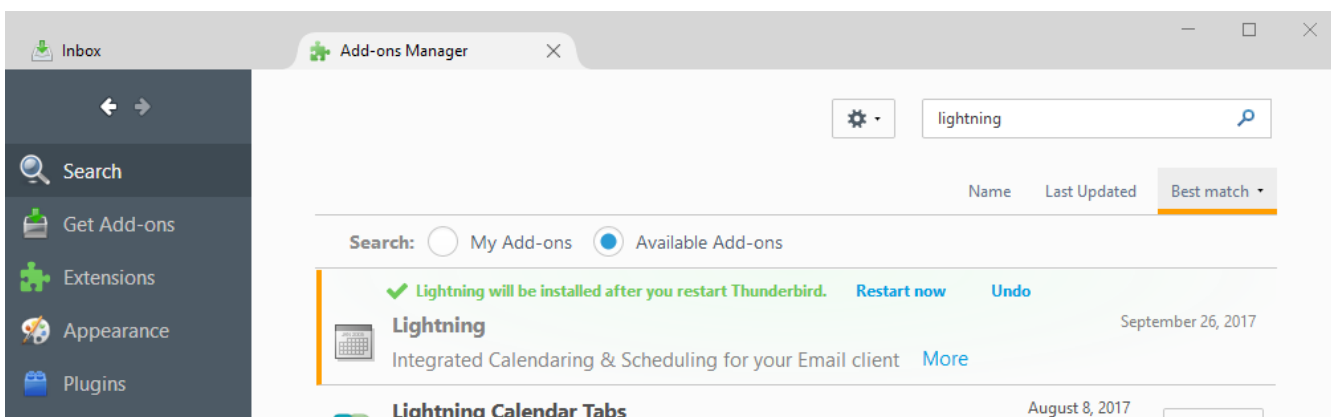 Inbox
Add-ons Manager
lightning
Search
Name Last Updated Best match
Get Add-ons
Search: My Add-ons Available Add-ons
Extensions
Lightning will be installed after you restart Thunderbird. Restart now Undo
Lightning September 26, 2017
Appearance
Integrated Calendaring & Scheduling for your Email client More
Plugins
Lightning Calendar Tabs August 8, 2017